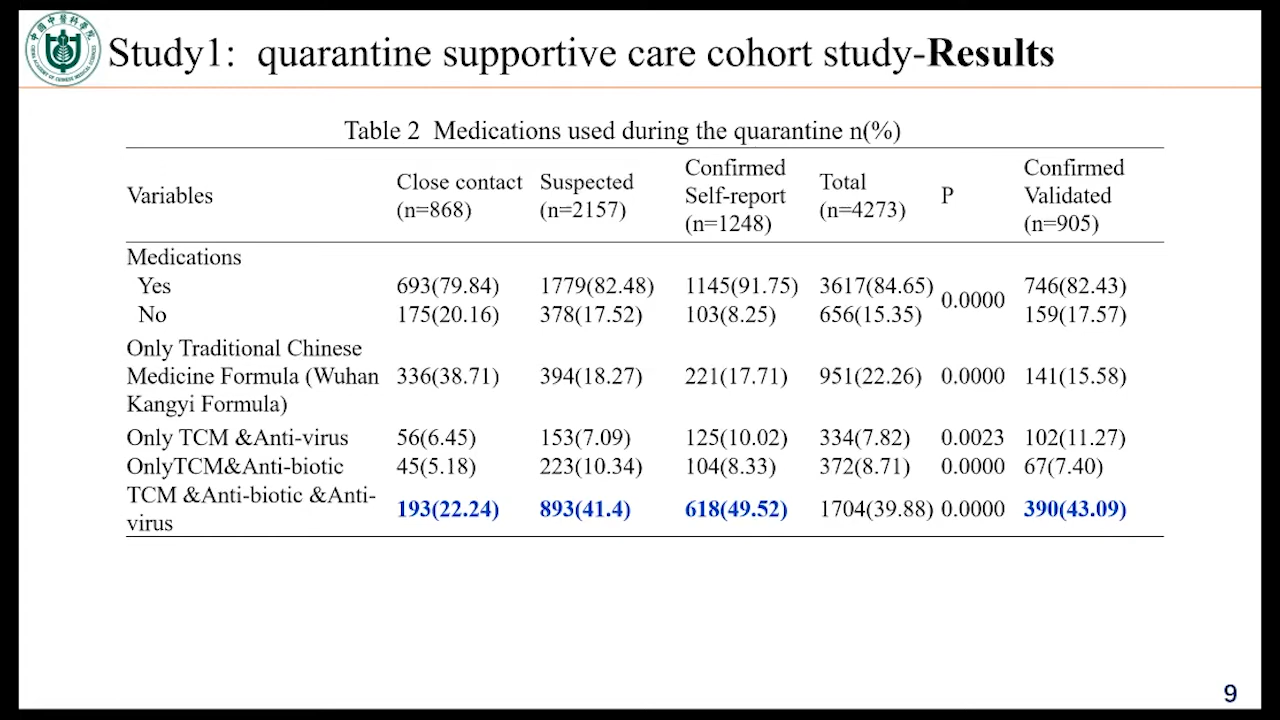 Study1: quarantine supportive care cohort study-Results
Table 2 Medications used during the quarantine n(%)
Variables Close contact (n=868) Suspected (n=2157) Confirmed Self-report (n=1248) Total (n=4273) P Confirmed Validated (n=905)
Medications
Yes 693(79.84) 1779(82.48) 1145(91.75) 3617(84.65) 0.0000 746(82.43)
No 175(20.16) 378(17.52) 103(8.25) 656(15.35) 159(17.57)
Only Traditional Chinese
Medicine Formula (Wuhan 336(38.71) 394(18.27) 221(17.71) 951(22.26) 0.0000 141(15.58)
Kangyi Formula)
Only TCM &Anti-virus 56(6.45) 153(7.09) 125(10.02) 334(7.82) 0.0023 102(11.27)
OnlyTCM&Anti-biotic 45(5.18) 223(10.34) 104(8.33) 372(8.71) 0.0000 67(7.40)
TCM &Anti-biotic &Anti-
virus 193(22.24) 893(41.4) 618(49.52) 1704(39.88) 0.0000 390(43.09)
9